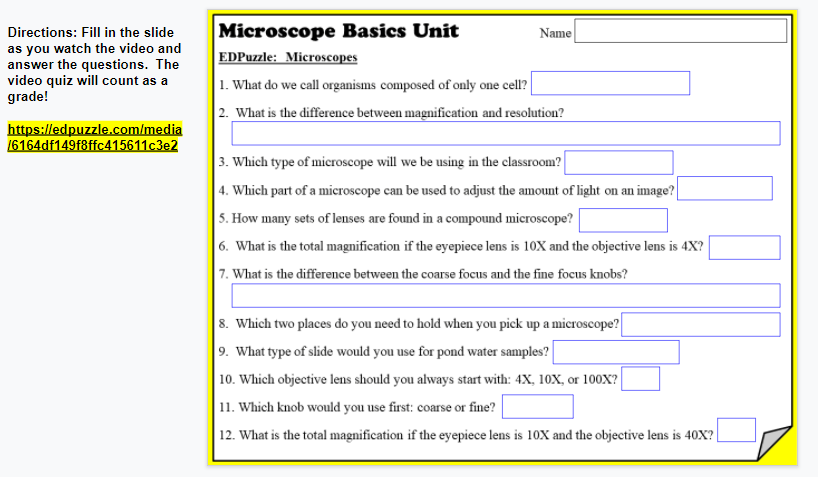 Directions: Fill in the slide
as you watch the video and
answer the questions.  The
video quiz will count as a
grade!
https://edpuzzle.com/media
/6164df149f8ffc415611c3e2
Microscope Basics Unit
Name
EDPuzzle:  Microscopes
1. What do we call organisms composed of only one cell?
2.  What is the difference between magnification and resolution?
3. Which type of microscope will we be using in the classroom?
4. Which part of a microscope can be used to adjust the amount of light on an image?
5. How many sets of lenses are found in a compound microscope?
6.  What is the total magnification if the eyepiece lens is 10X and the objective lens is 4X?
7. What is the difference between the coarse focus and the fine focus knobs?
8.  Which two places do you need to hold when you pick up a microscope?
9.  What type of slide would you use for pond water samples?
10. Which objective lens should you always start with: 4X, 10X, or 100X?
11. Which knob would you use first: coarse or fine?
12. What is the total magnification if the eyepiece lens is 10X and the objective lens is 40X?